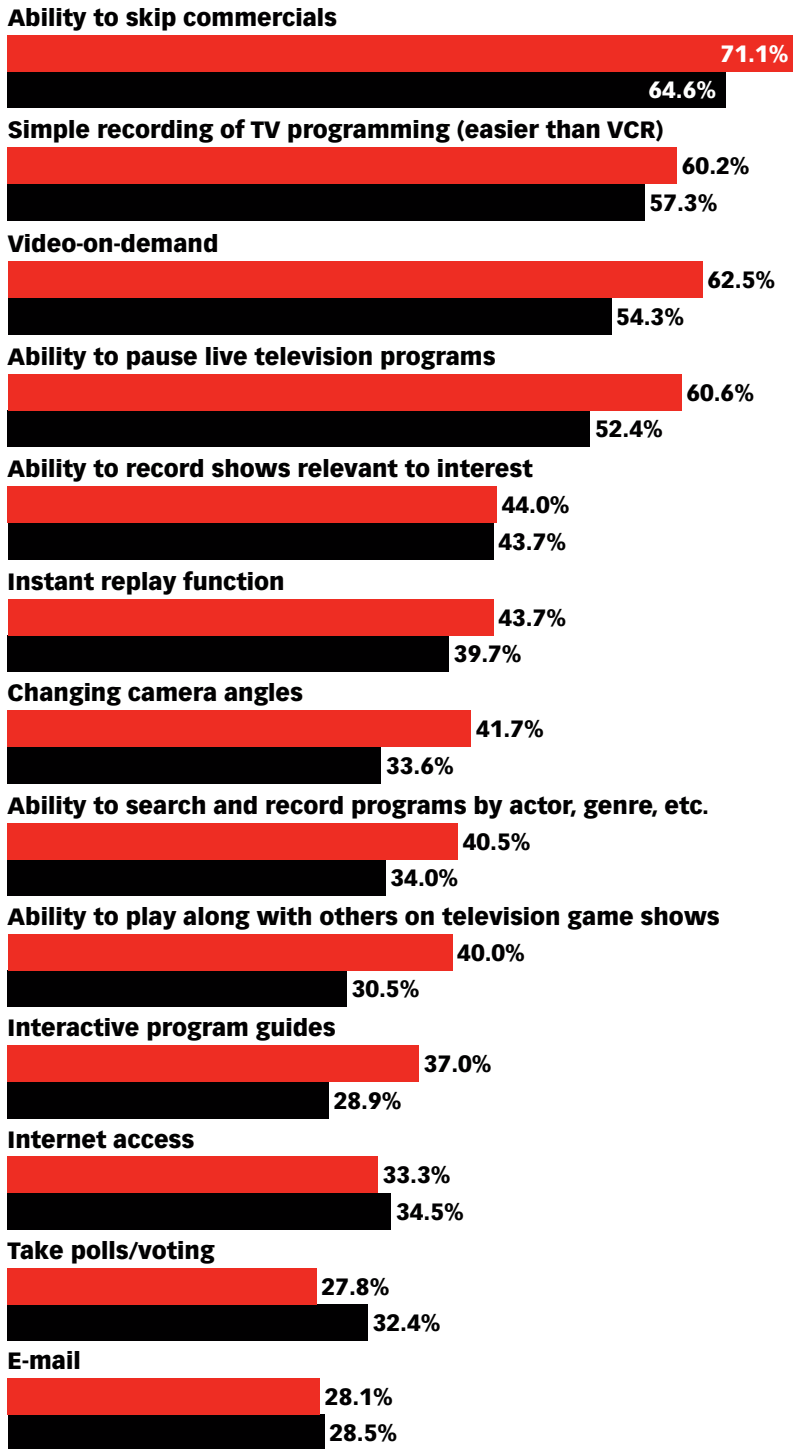 Ability to skip commercials
71.1%
64.6%
Simple recording of TV programming (easier than VCR)
60.2%
57.3%
Video-on-demand
62.5%
54.3%
Ability to pause live television programs
60.6%
52.4%
Ability to record shows relevant to interest
44.0%
43.7%
Instant replay function
43.7%
39.7%
Changing camera angles
41.7%
33.6%
Ability to search and record programs by actor, genre, etc.
40.5%
34.0%
Ability to play along with others on television game shows
40.0%
30.5%
Interactive program guides
37.0%
28.9%
Internet access
33.3%
34.5%
Take polls/voting
27.8%
32.4%
E-mail
28.1%
28.5%